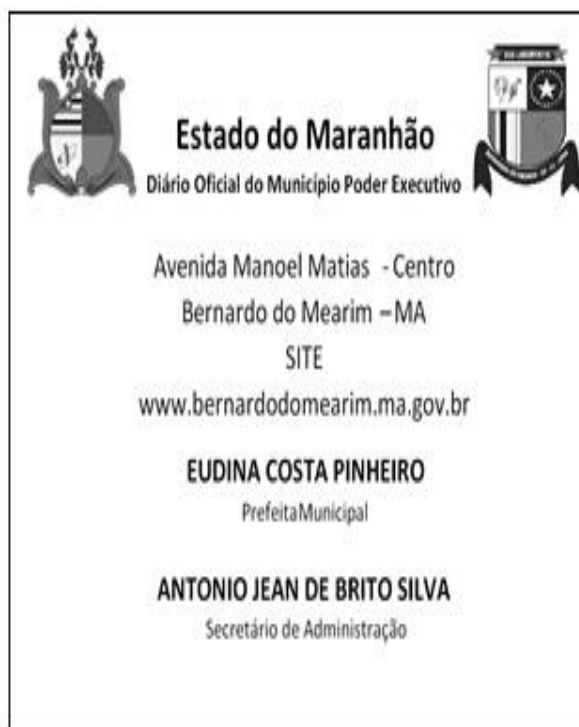 Estado do Maranhão
Diário Oficial do Municipio Poder Executivo
Avenida Manoel Matias - Centro
Bernardo do Mearim – MA
SITE
www.bernardodomearim.ma.gov.br
EUDINA COSTA PINHEIRO
PrefeitaMunicipal
ANTONIO JEAN DE BRITO SILVA
Secretário de Administração